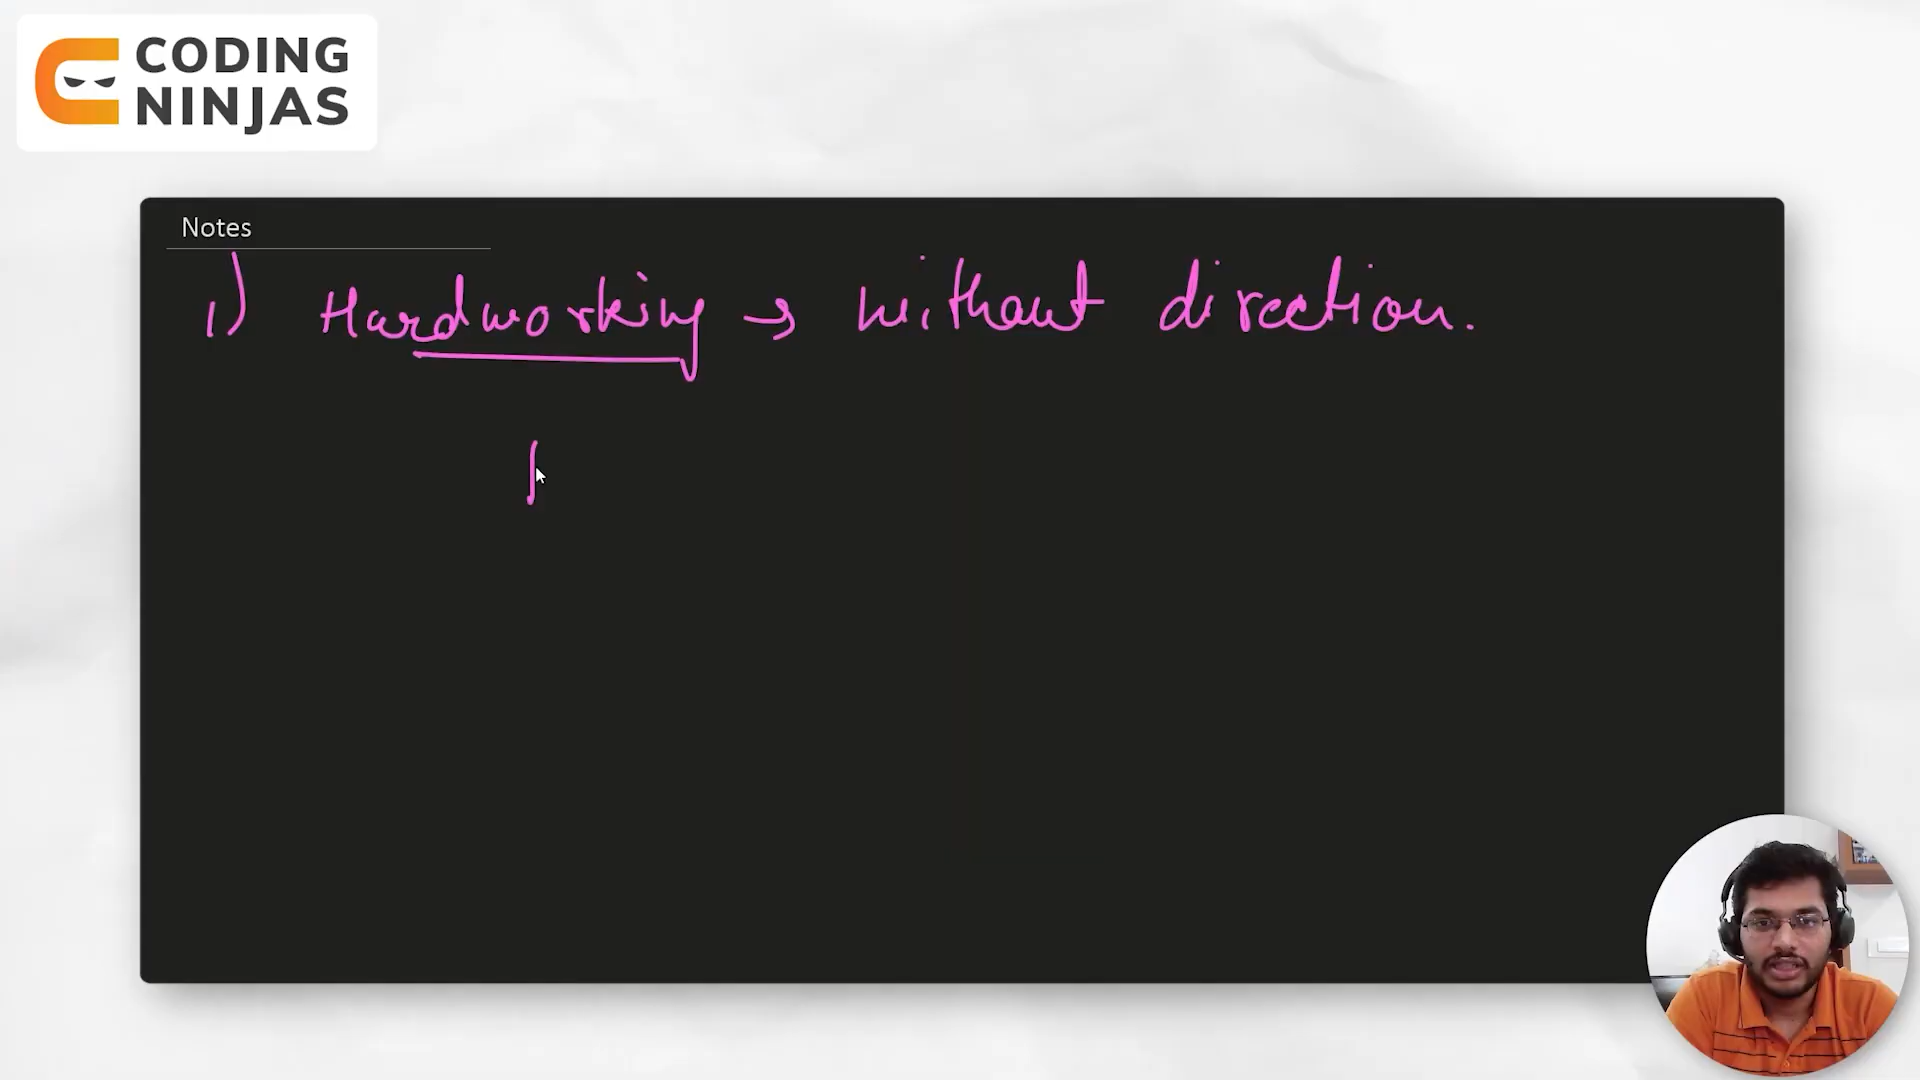 CODING
NINJAS
Notes
1) Hardworking → without direction.